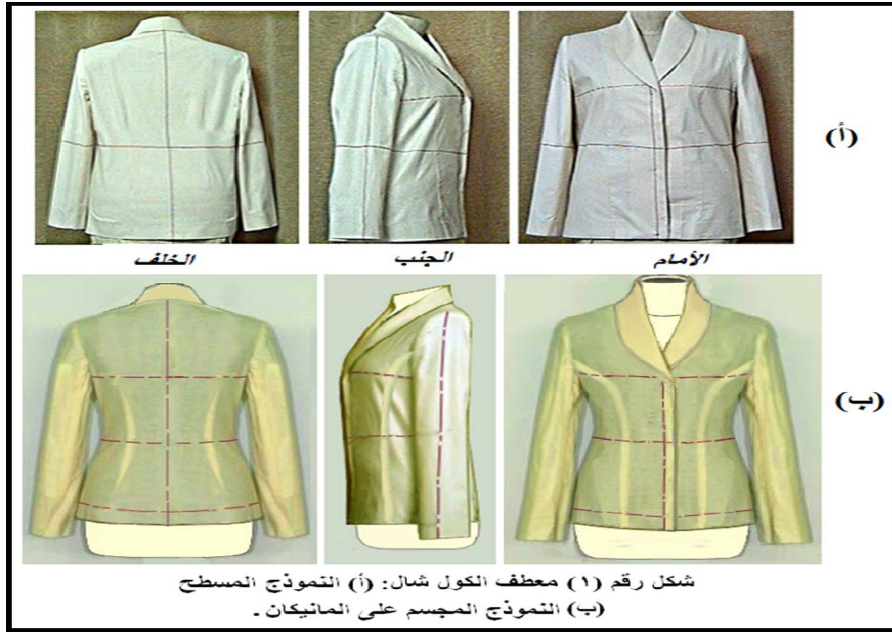 (أ)
الأمام
الجنب
الخلف
(ب)
شكل رقم (١) معطف الكول شال: (أ) النموذج المسطح
(ب) النموذج المجسم على المانيكان .